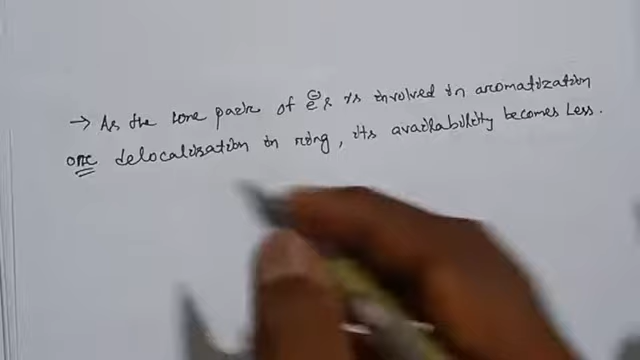 → As the lone pair of e⊖s is involved in aromatization
or delocalisation in ring, its availability becomes less.